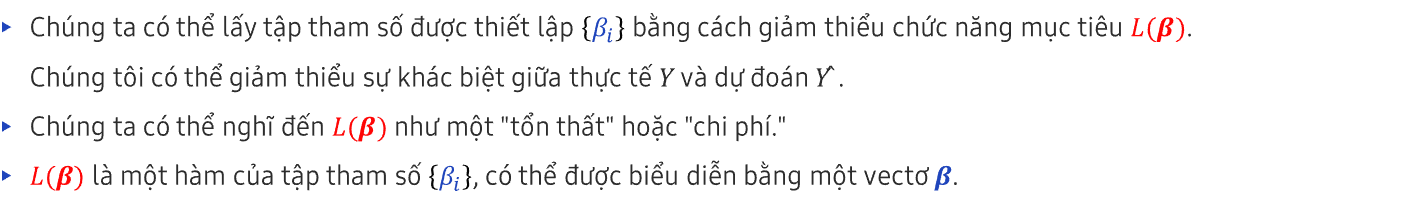 ▸ Chúng ta có thể lấy tập tham số được thiết lập {βᵢ} bằng cách giảm thiểu chức năng mục tiêu L(β).
Chúng tôi có thể giảm thiểu sự khác biệt giữa thực tế Y và dự đoán Y^.
▸ Chúng ta có thể nghĩ đến L(β) như một "tổn thất" hoặc "chi phí."
▸ L(β) là một hàm của tập tham số {βᵢ}, có thể được biểu diễn bằng một vectơ β.